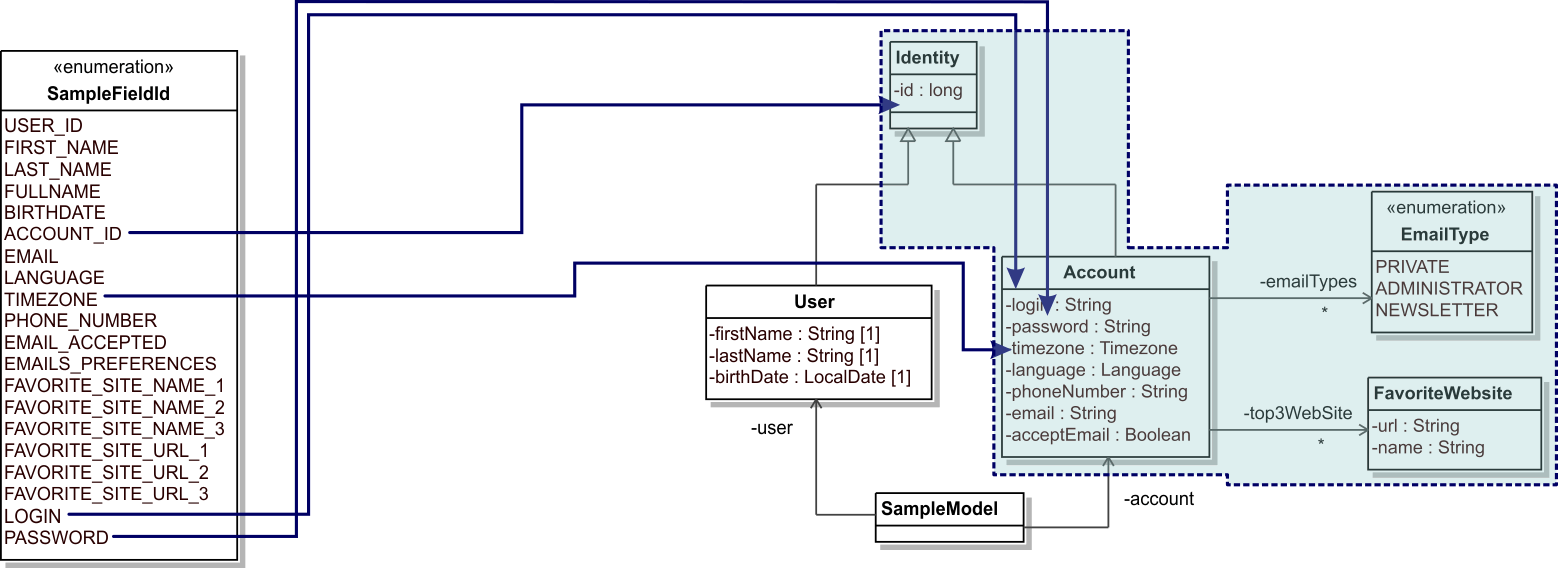 «enumeration»
SampleFieldId
USER_ID
FIRST_NAME
LAST_NAME
FULLNAME
BIRTHDATE
ACCOUNT_ID
EMAIL
LANGUAGE
TIMEZONE
PHONE_NUMBER
EMAIL_ACCEPTED
EMAILS_PREFERENCES
FAVORITE_SITE_NAME_1
FAVORITE_SITE_NAME_2
FAVORITE_SITE_NAME_3
FAVORITE_SITE_URL_1
FAVORITE_SITE_URL_2
FAVORITE_SITE_URL_3
LOGIN
PASSWORD
Identity
-id : long
User
-firstName : String [1]
-lastName : String [1]
-birthDate : LocalDate [1]
-user
SampleModel
-account
Account
-login : String
-password : String
-timezone : Timezone
-language : Language
-phoneNumber : String
-email : String
-acceptEmail : Boolean
-emailTypes
*
-top3WebSite
*
«enumeration»
EmailType
PRIVATE
ADMINISTRATOR
NEWSLETTER
FavoriteWebsite
-url : String
-name : String